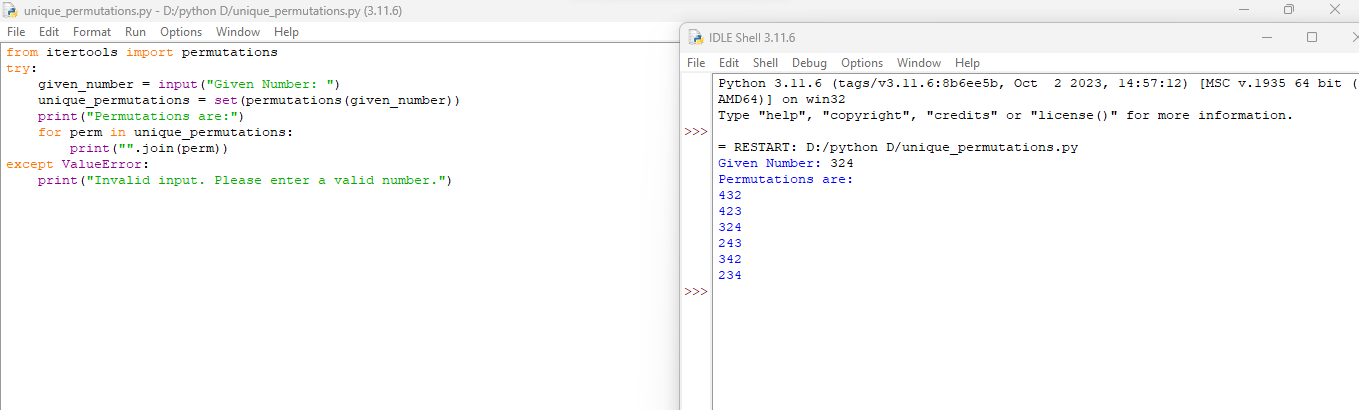 unique_permutations.py - D:/python D/unique_permutations.py (3.11.6)
File Edit Format Run Options Window Help
from itertools import permutations
try:
    given_number = input("Given Number: ")
    unique_permutations = set(permutations(given_number))
    print("Permutations are:")
    for perm in unique_permutations:
        print("".join(perm))
except ValueError:
    print("Invalid input. Please enter a valid number.")
IDLE Shell 3.11.6
File Edit Shell Debug Options Window Help
Python 3.11.6 (tags/v3.11.6:8b6ee5b, Oct  2 2023, 14:57:12) [MSC v.1935 64 bit (
AMD64)] on win32
Type "help", "copyright", "credits" or "license()" for more information.
>>>
= RESTART: D:/python D/unique_permutations.py
Given Number: 324
Permutations are:
432
423
324
243
342
234
>>>